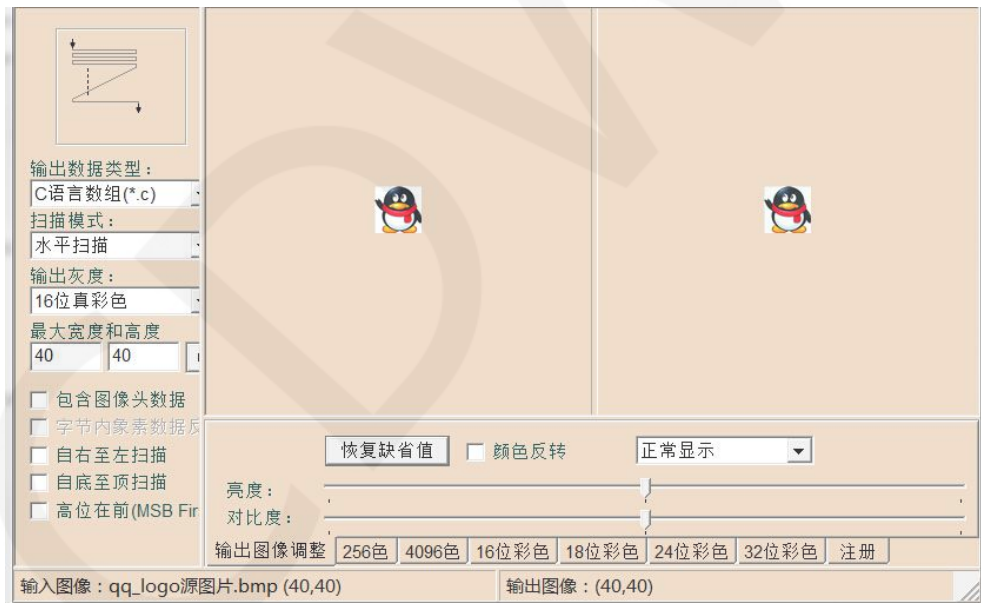 输出数据类型：
C语言数组(*.c)
扫描模式：
水平扫描
输出灰度：
16位真彩色
最大宽度和高度
40 40
包含图像头数据
字节内象素数据反
自右至左扫描
自底至顶扫描
高位在前(MSB Fir
恢复缺省值 颜色反转 正常显示
亮度：
对比度：
输出图像调整 256色 4096色 16位彩色 18位彩色 24位彩色 32位彩色 注册
输入图像：qq_logo源图片.bmp (40,40) 输出图像：(40,40)